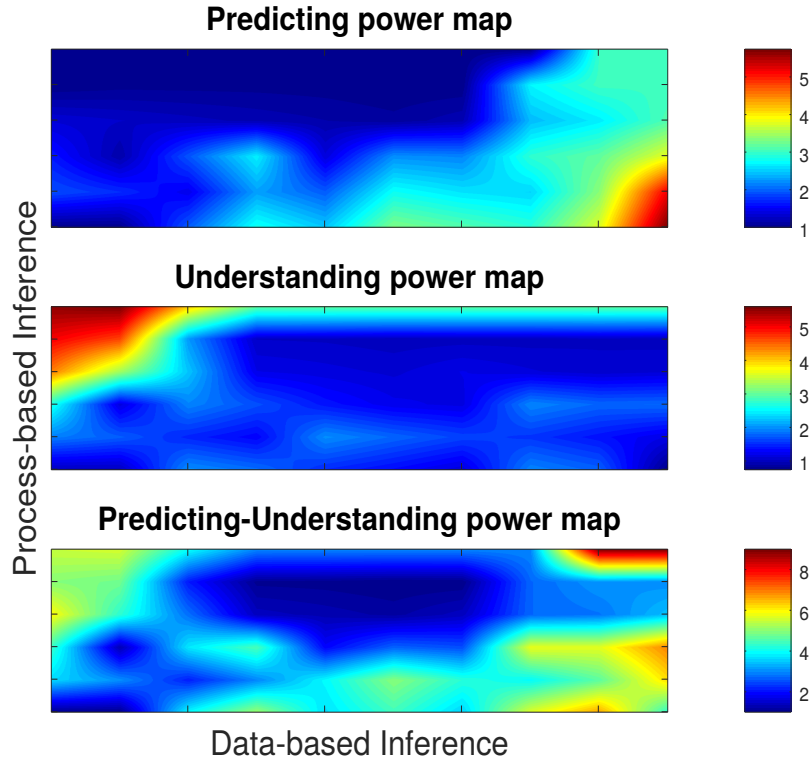 Predicting power map
5
4
3
2
1
Understanding power map
5
4
3
2
1
Predicting-Understanding power map
8
6
4
2
Process-based Inference
Data-based Inference